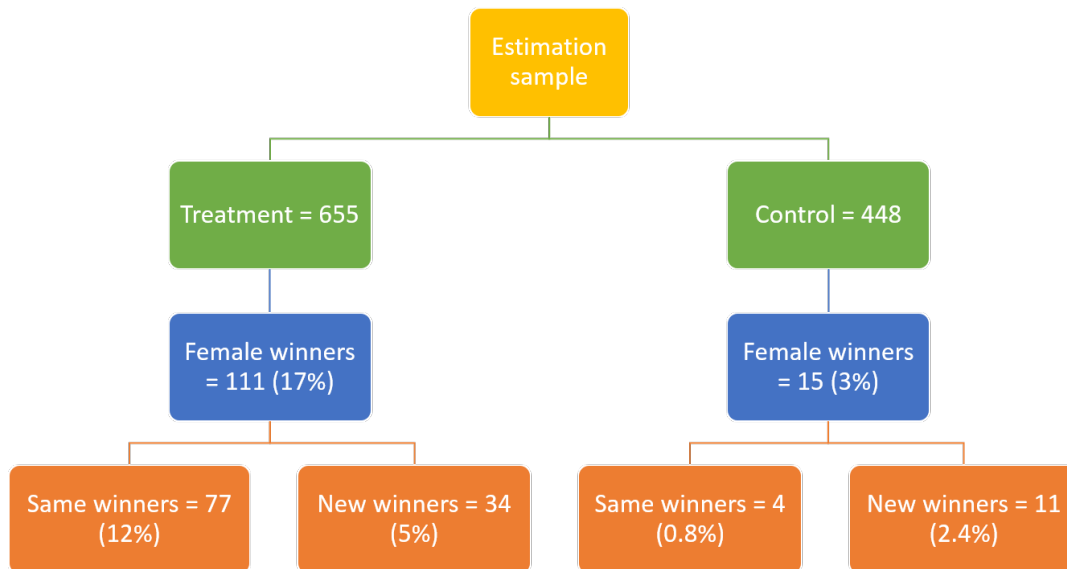 Estimation
sample
Treatment = 655
Control = 448
Female winners
= 111 (17%)
Female winners
= 15 (3%)
Same winners = 77
(12%)
New winners = 34
(5%)
Same winners = 4
(0.8%)
New winners = 11
(2.4%)